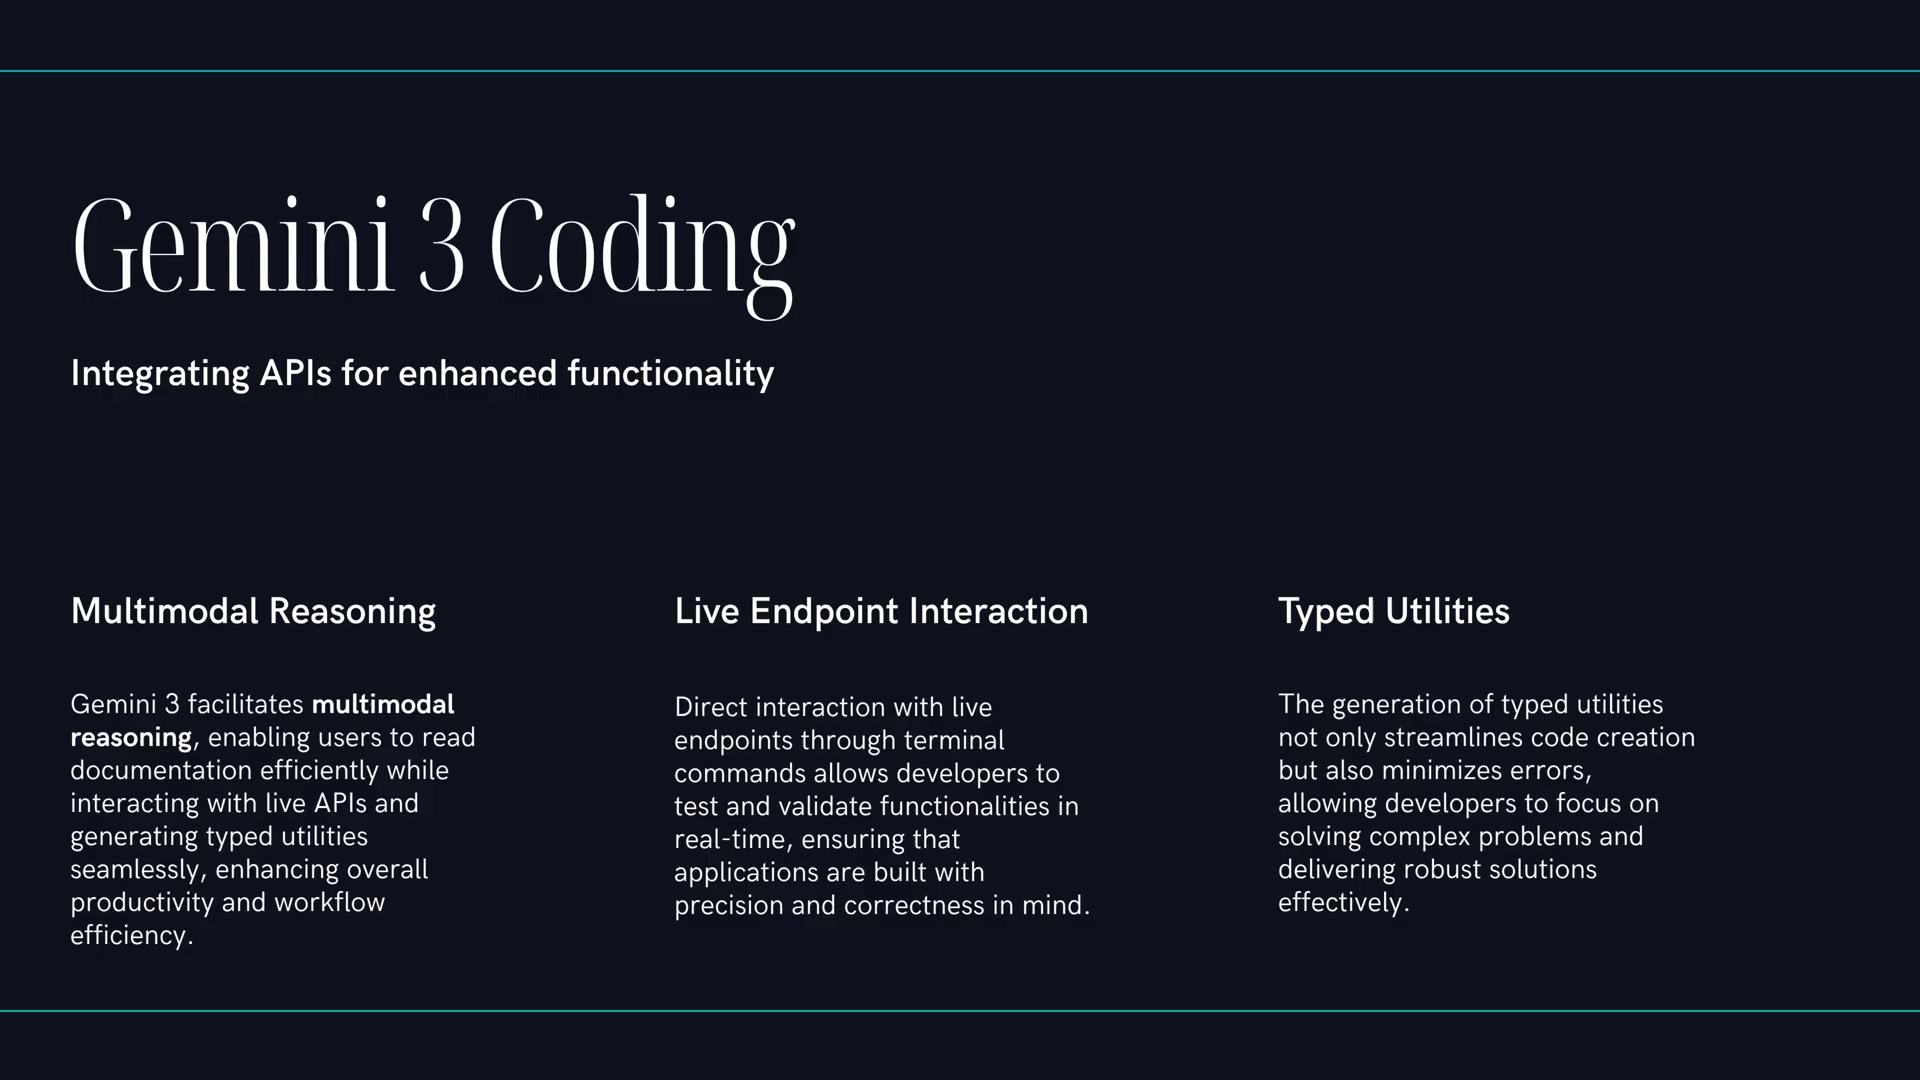 Gemini 3 Coding
Integrating APIs for enhanced functionality
Multimodal Reasoning
Gemini 3 facilitates multimodal
reasoning, enabling users to read
documentation efficiently while
interacting with live APIs and
generating typed utilities
seamlessly, enhancing overall
productivity and workflow
efficiency.
Live Endpoint Interaction
Direct interaction with live
endpoints through terminal
commands allows developers to
test and validate functionalities in
real-time, ensuring that
applications are built with
precision and correctness in mind.
Typed Utilities
The generation of typed utilities
not only streamlines code creation
but also minimizes errors,
allowing developers to focus on
solving complex problems and
delivering robust solutions
effectively.